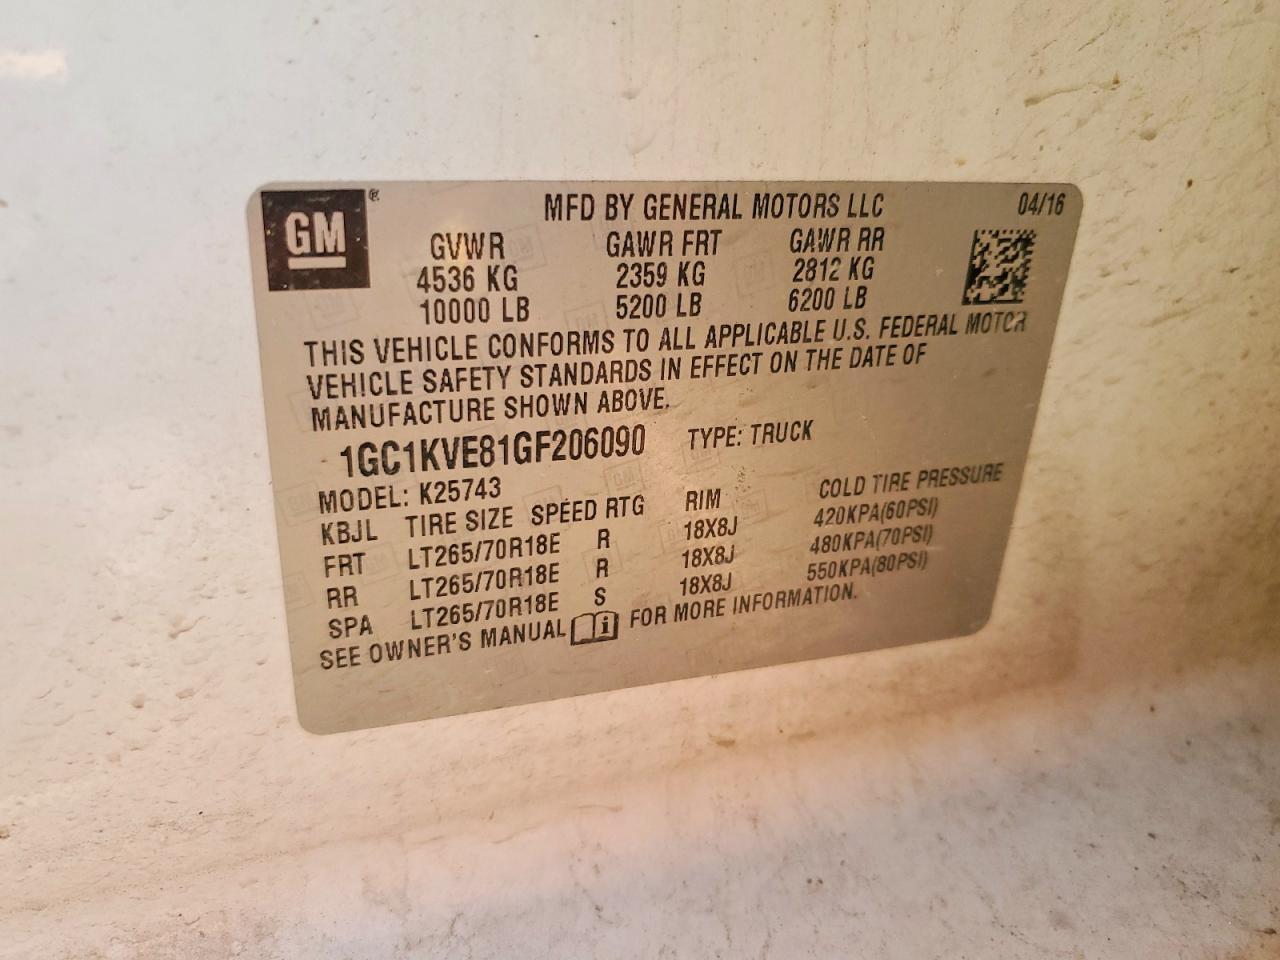 GM ® MFD BY GENERAL MOTORS LLC 04/16
GVWR GAWR FRT GAWR RR
4536 KG 2359 KG 2812 KG
10000 LB 5200 LB 6200 LB
THIS VEHICLE CONFORMS TO ALL APPLICABLE U.S. FEDERAL MOTOR
VEHICLE SAFETY STANDARDS IN EFFECT ON THE DATE OF
MANUFACTURE SHOWN ABOVE.
1GC1KVE81GF206090 TYPE: TRUCK
MODEL: K25743
KBJL TIRE SIZE SPEED RTG RIM COLD TIRE PRESSURE
FRT LT265/70R18E R 18X8J 420KPA(60PSI)
RR LT265/70R18E R 18X8J 480KPA(70PSI)
SPA LT265/70R18E S 18X8J 550KPA(80PSI)
SEE OWNER'S MANUAL i FOR MORE INFORMATION.